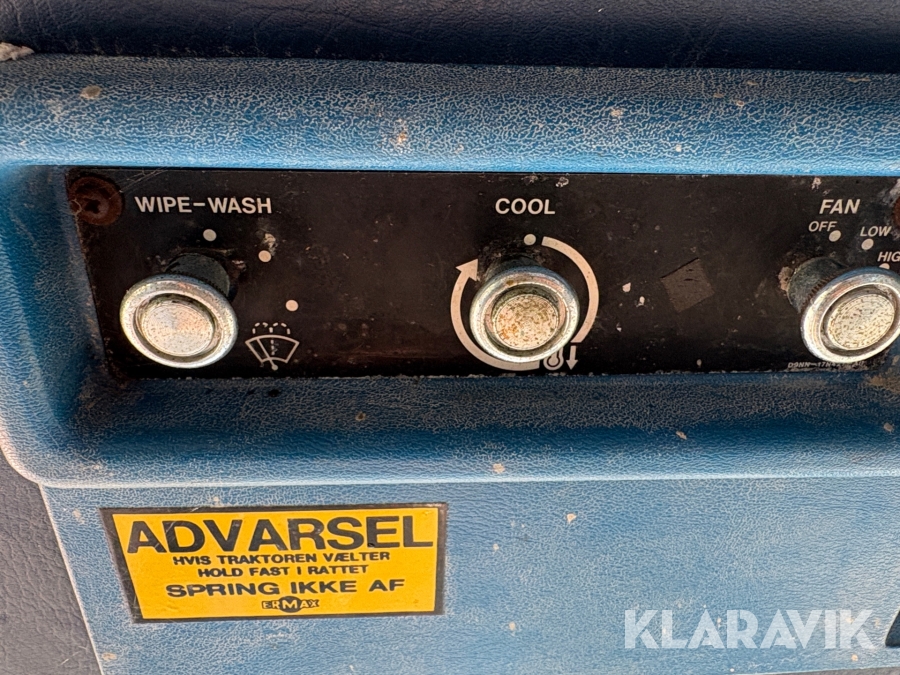 WIPE-WASH
COOL
FAN
OFF
LOW
ADVARSEL
HVIS TRAKTOREN VÆLTER
HOLD FAST I RATTET
SPRING IKKE AF
ERMAX
KLARAVIK